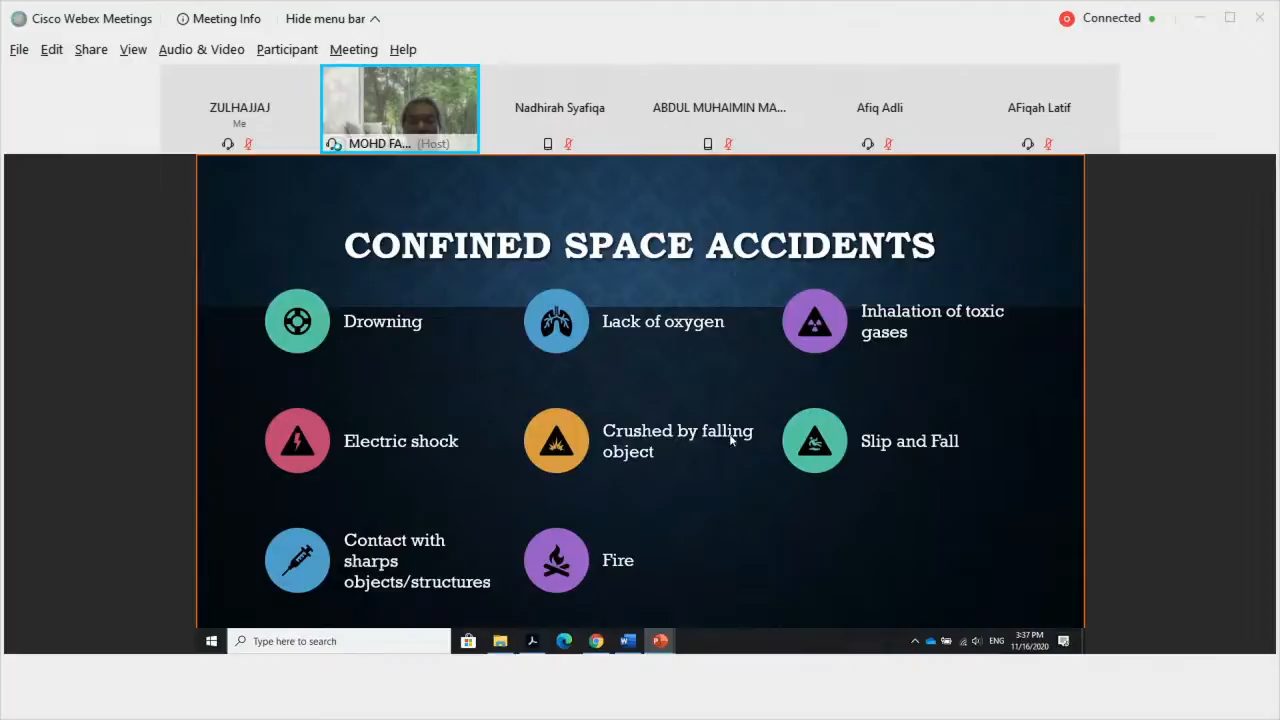 Cisco Webex Meetings
Meeting Info
Hide menu bar
Connected
File Edit Share View Audio & Video Participant Meeting Help
ZULHAJJAJ
Me
MOHD FA... (Host)
Nadhirah Syafiqa
ABDUL MUHAIMIN MA...
Afiq Adli
AFiqah Latif
CONFINED SPACE ACCIDENTS
Drowning
Lack of oxygen
Inhalation of toxic
gases
Electric shock
Crushed by falling
object
Slip and Fall
Contact with
sharps
objects/structures
Fire
Type here to search
ENG
3:37 PM
11/16/2020